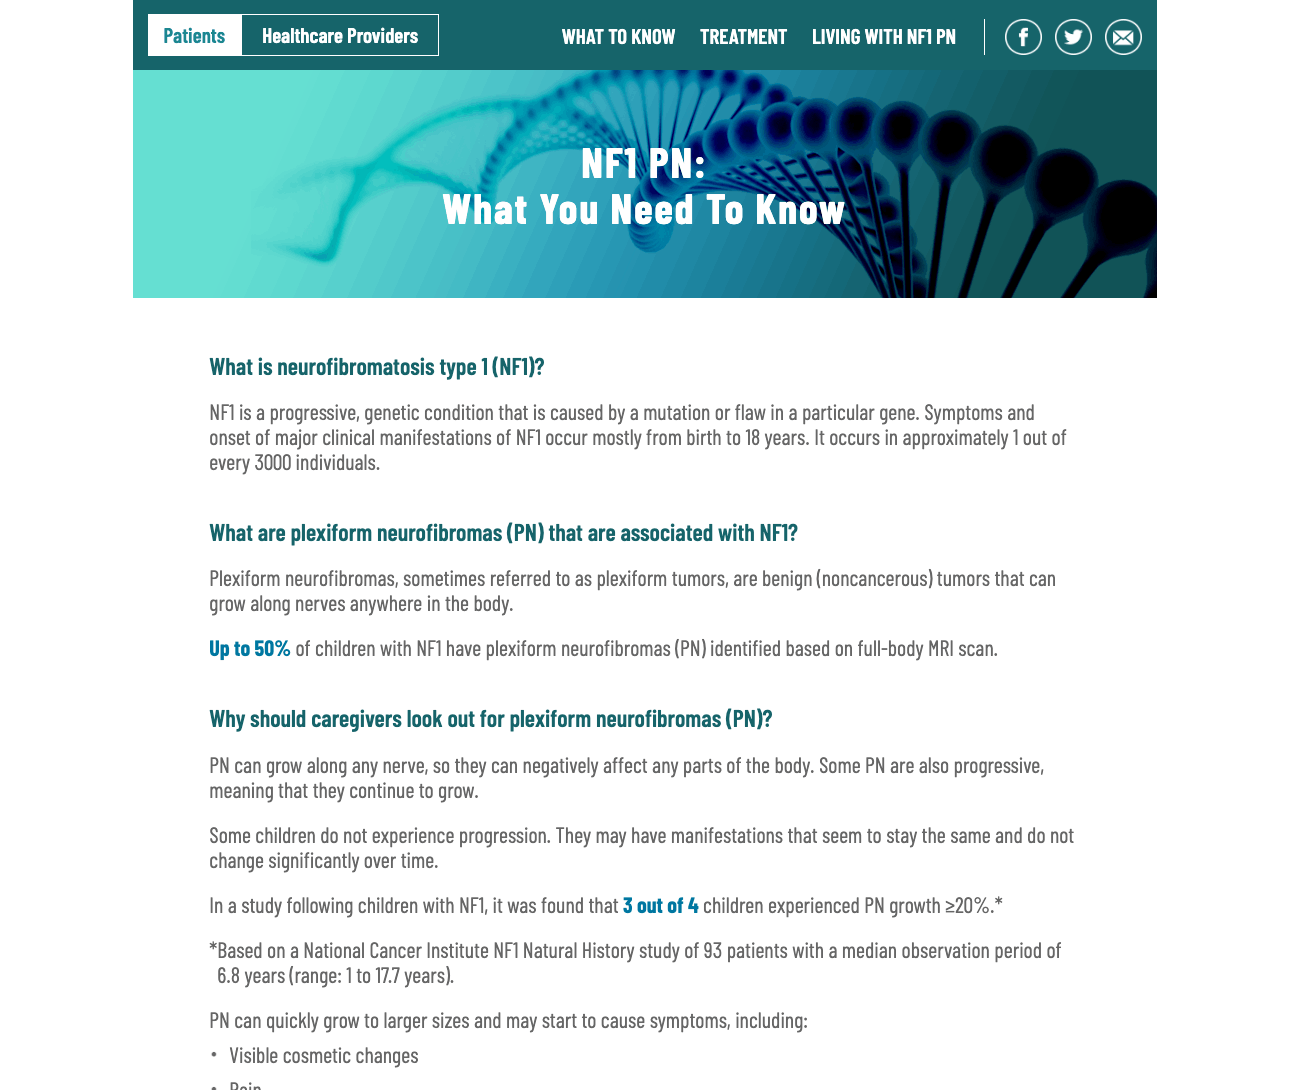 Patients
Healthcare Providers
WHAT TO KNOW
TREATMENT
LIVING WITH NF1 PN
NF1 PN:
What You Need To Know
What is neurofibromatosis type 1 (NF1)?
NF1 is a progressive, genetic condition that is caused by a mutation or flaw in a particular gene. Symptoms and
onset of major clinical manifestations of NF1 occur mostly from birth to 18 years. It occurs in approximately 1 out of
every 3000 individuals.
What are plexiform neurofibromas (PN) that are associated with NF1?
Plexiform neurofibromas, sometimes referred to as plexiform tumors, are benign (noncancerous) tumors that can
grow along nerves anywhere in the body.
Up to 50% of children with NF1 have plexiform neurofibromas (PN) identified based on full-body MRI scan.
Why should caregivers look out for plexiform neurofibromas (PN)?
PN can grow along any nerve, so they can negatively affect any parts of the body. Some PN are also progressive,
meaning that they continue to grow.
Some children do not experience progression. They may have manifestations that seem to stay the same and do not
change significantly over time.
In a study following children with NF1, it was found that 3 out of 4 children experienced PN growth ≥20%.*
*Based on a National Cancer Institute NF1 Natural History study of 93 patients with a median observation period of
6.8 years (range: 1 to 17.7 years).
PN can quickly grow to larger sizes and may start to cause symptoms, including:
• Visible cosmetic changes
• Pain